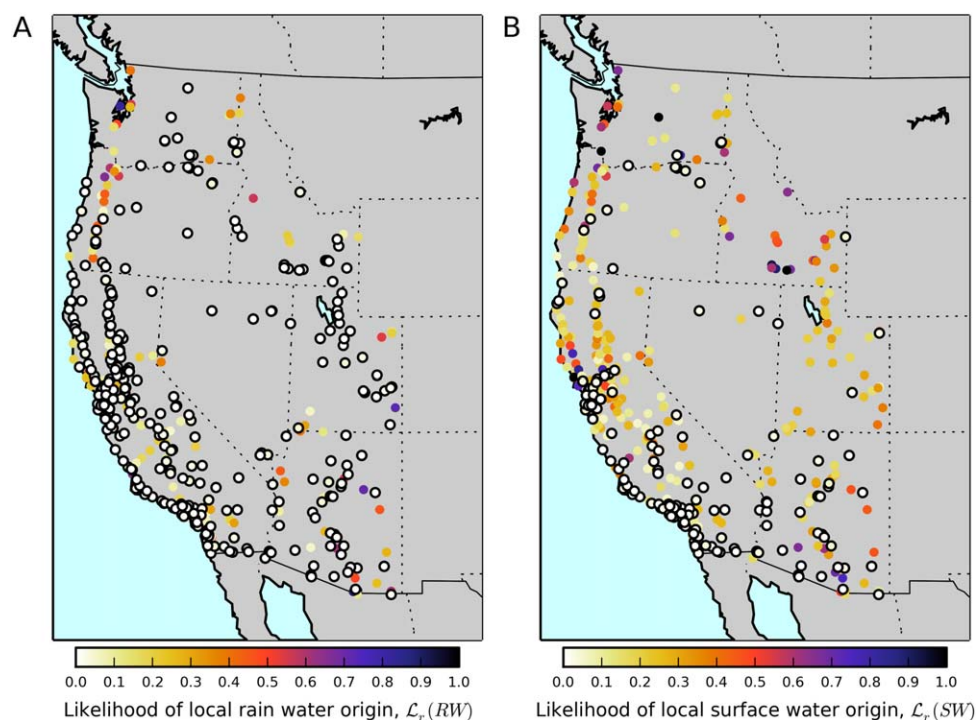 A
B
0.0 0.1 0.2 0.3 0.4 0.5 0.6 0.7 0.8 0.9 1.0
0.0 0.1 0.2 0.3 0.4 0.5 0.6 0.7 0.8 0.9 1.0
Likelihood of local rain water origin, ℒᵣ(RW)
Likelihood of local surface water origin, ℒᵣ(SW)